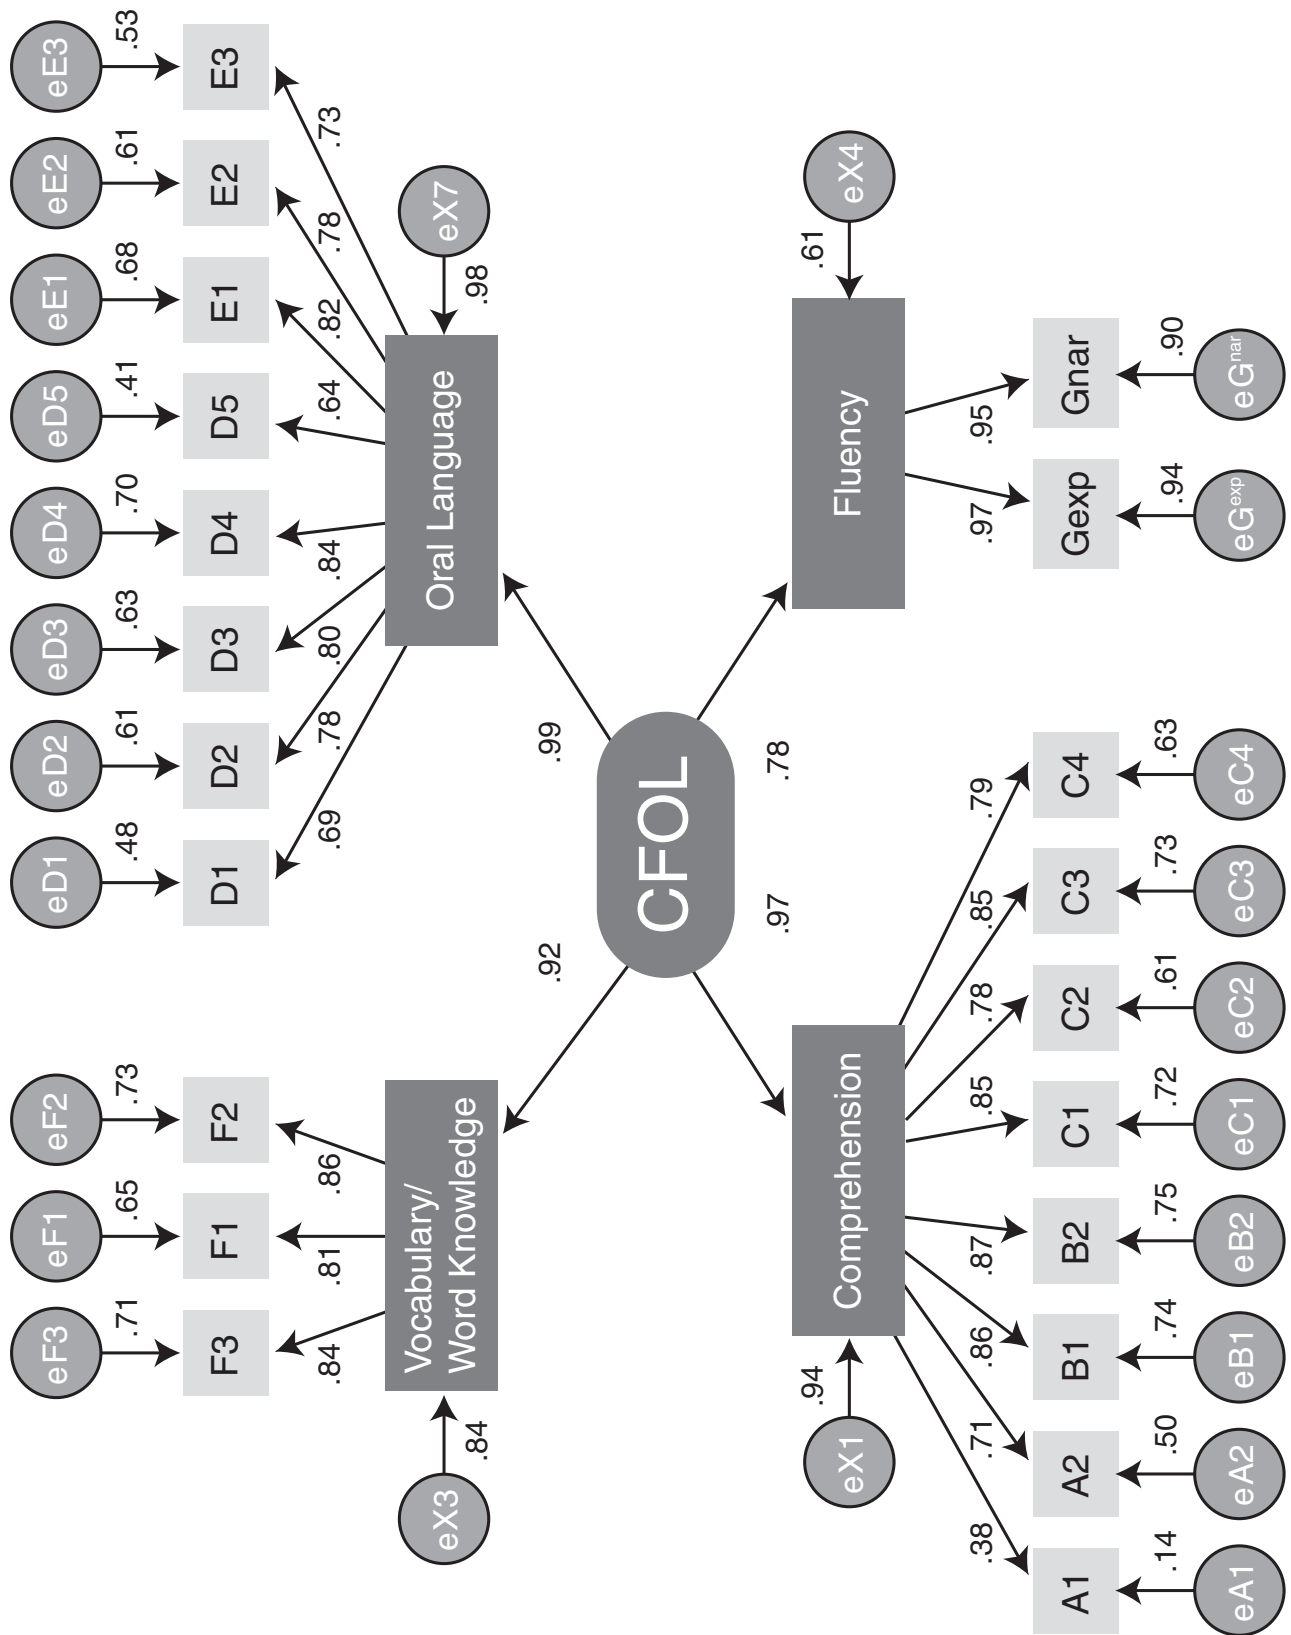 eF3 eF1 eF2 eD1 eD2 eD3 eD4 eD5 eE1 eE2 eE3
.71 .65 .73 .48 .61 .63 .70 .41 .68 .61 .53
F3 F1 F2 D1 D2 D3 D4 D5 E1 E2 E3
.84 .81 .86 .69 .78 .80 .84 .64 .82 .78 .73
eX3
Vocabulary/
Word Knowledge
Oral Language
eX7
.84 .98
.92 .99
CFOL
.97 .78
.94 .61
eX1 Comprehension Fluency eX4
.38 .71 .86 .87 .85 .78 .85 .79 .97 .95
A1 A2 B1 B2 C1 C2 C3 C4 Gexp Gnar
.14 .50 .74 .75 .72 .61 .73 .63 .94 .90
eA1 eA2 eB1 eB2 eC1 eC2 eC3 eC4 eGexp eGnar